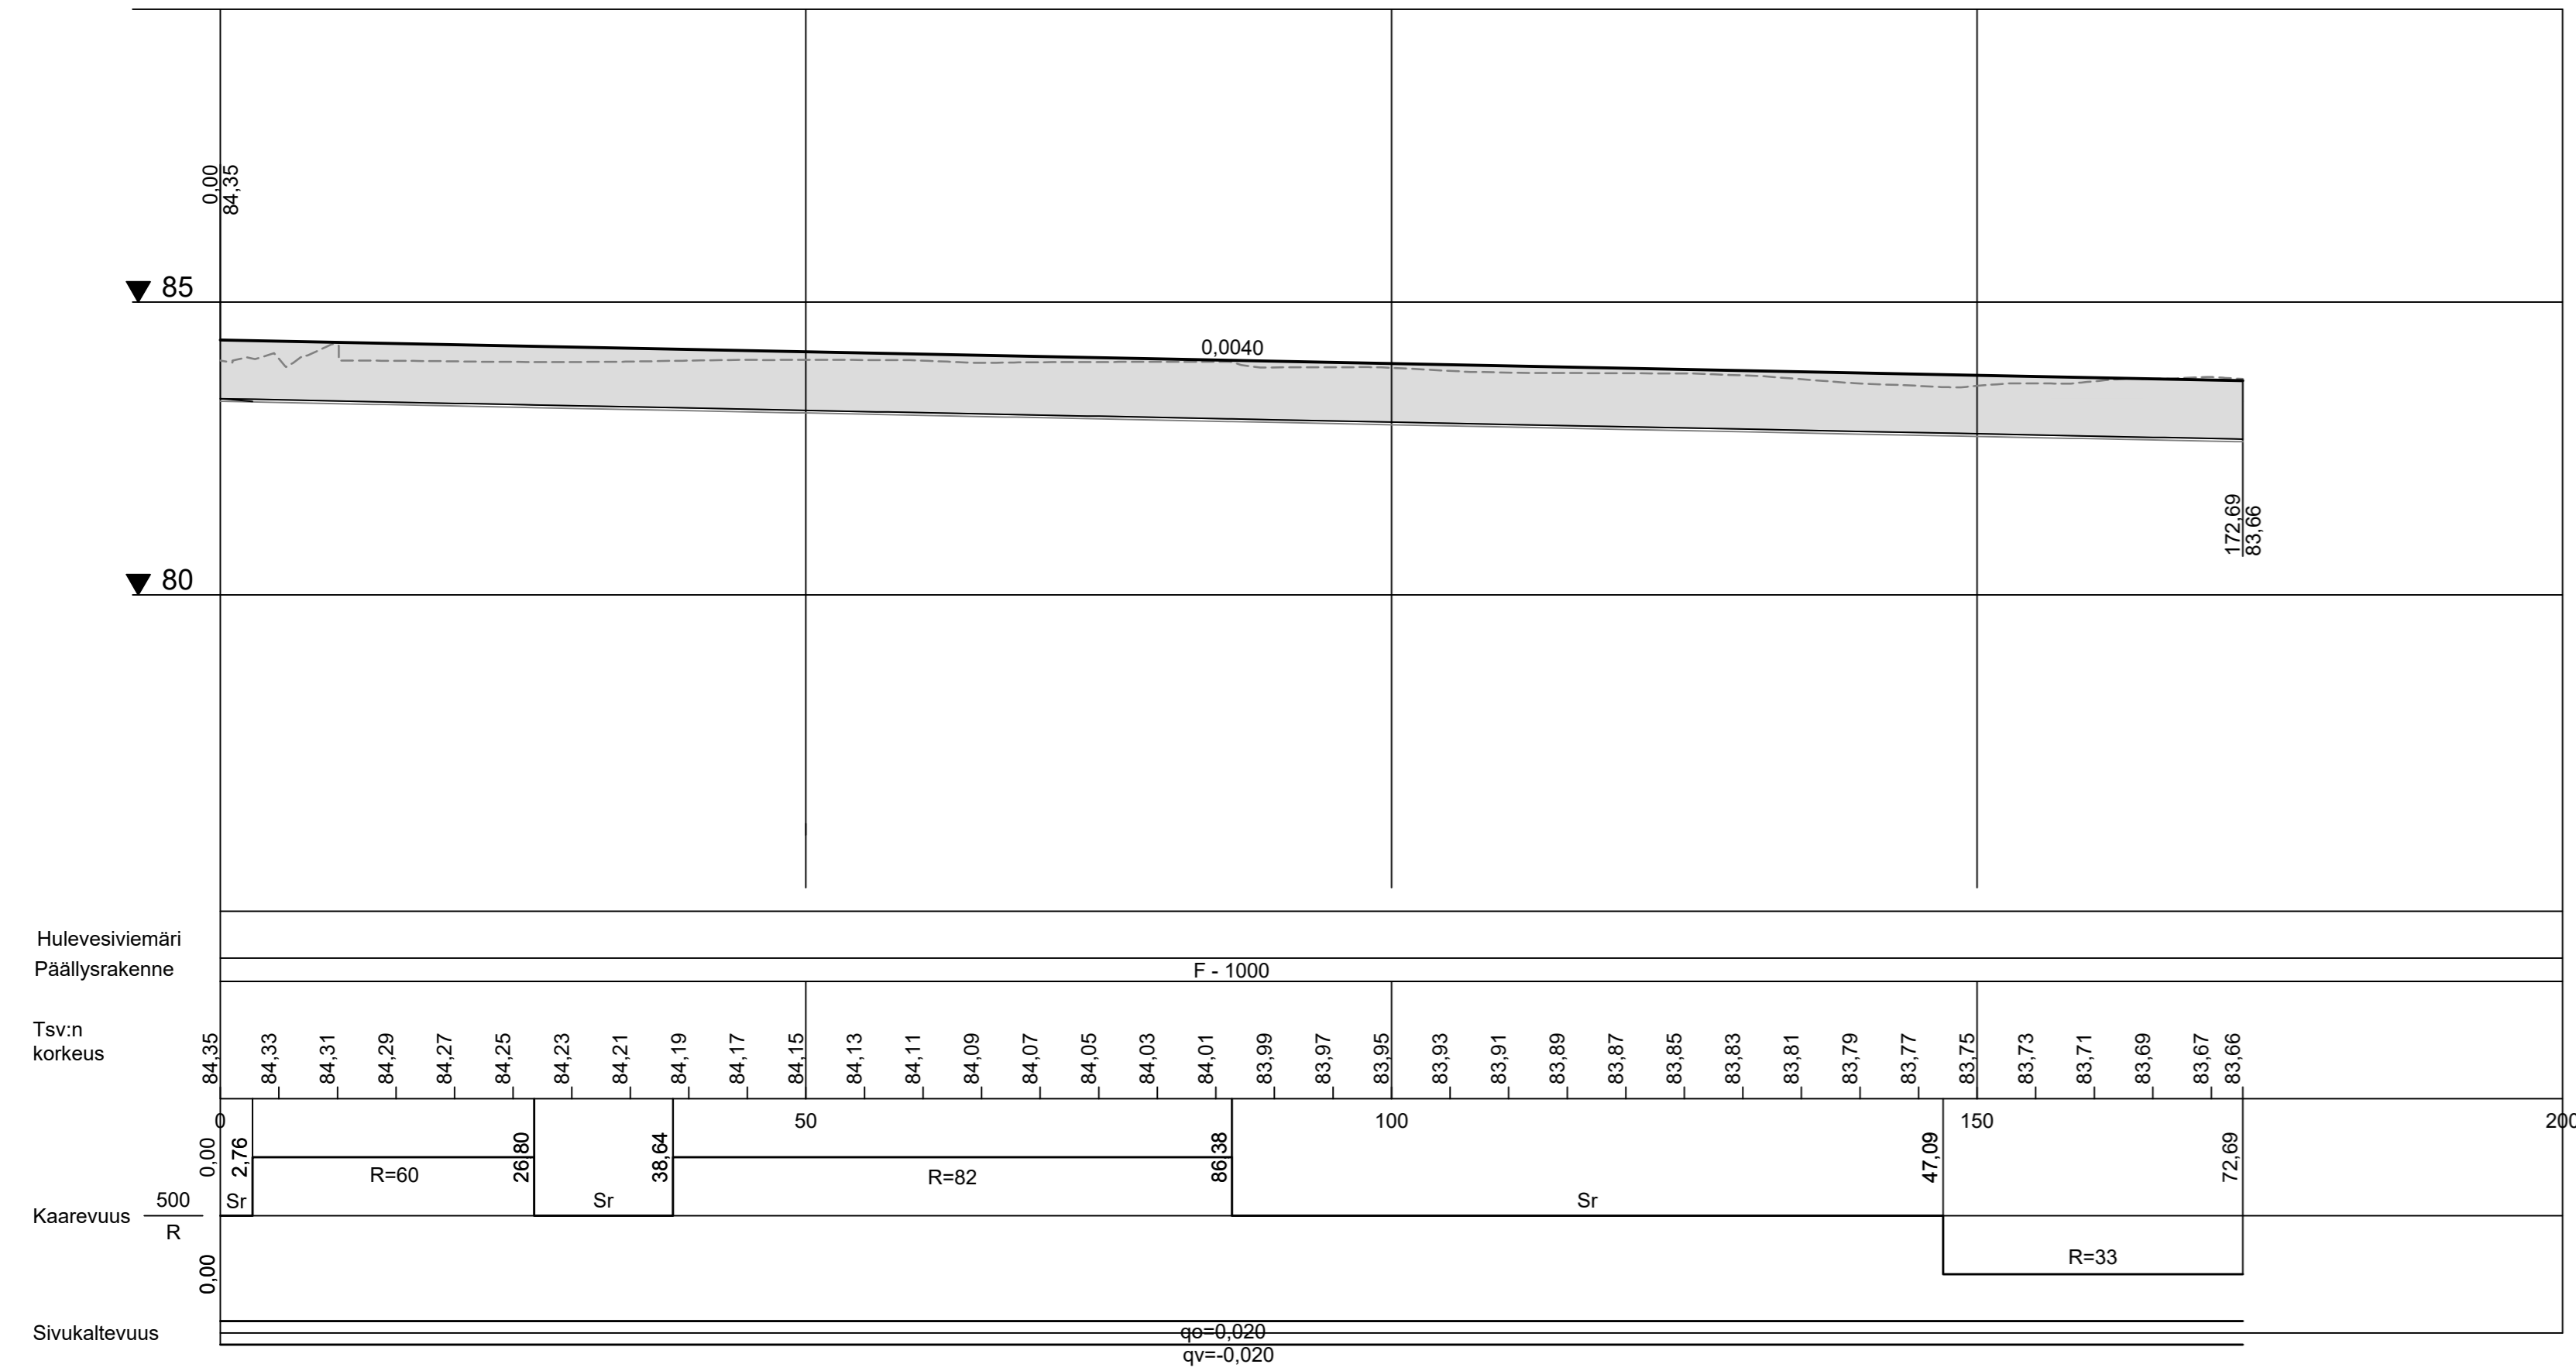 0,00
84,35
85
0,0040
172,69
83,66
80
Hulevesiviemäri
Päällysrakenne
F - 1000
Tsv:n
korkeus
84,35 84,33 84,31 84,29 84,27 84,25 84,23 84,21 84,19 84,17 84,15 84,13 84,11 84,09 84,07 84,05 84,03 84,01 83,99 83,97 83,95 83,93 83,91 83,89 83,87 83,85 83,83 83,81 83,79 83,77 83,75 83,73 83,71 83,69 83,67 83,66
0 50 100 150 200
0,00 2,76 26,80 38,64 86,38 47,09 72,69
R=60 R=82
Sr Sr Sr
Kaarevuus 500
R
0,00
R=33
Sivukaltevuus
qo=0,020
qv=-0,020